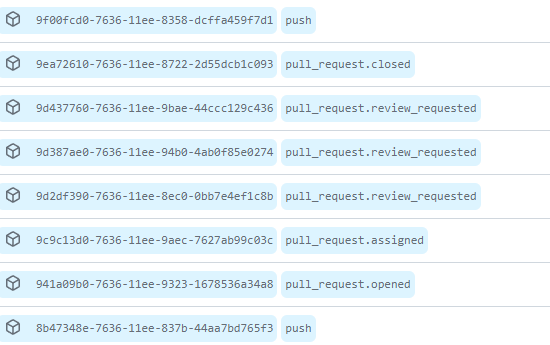 9f00fcd0-7636-11ee-8358-dcffa459f7d1 push
9ea72610-7636-11ee-8722-2d55dcb1c093 pull_request.closed
9d437760-7636-11ee-9bae-44ccc129c436 pull_request.review_requested
9d387ae0-7636-11ee-94b0-4ab0f85e0274 pull_request.review_requested
9d2df390-7636-11ee-8ec0-0bb7e4ef1c8b pull_request.review_requested
9c9c13d0-7636-11ee-9aec-7627ab99c03c pull_request.assigned
941a09b0-7636-11ee-9323-1678536a34a8 pull_request.opened
8b47348e-7636-11ee-837b-44aa7bd765f3 push